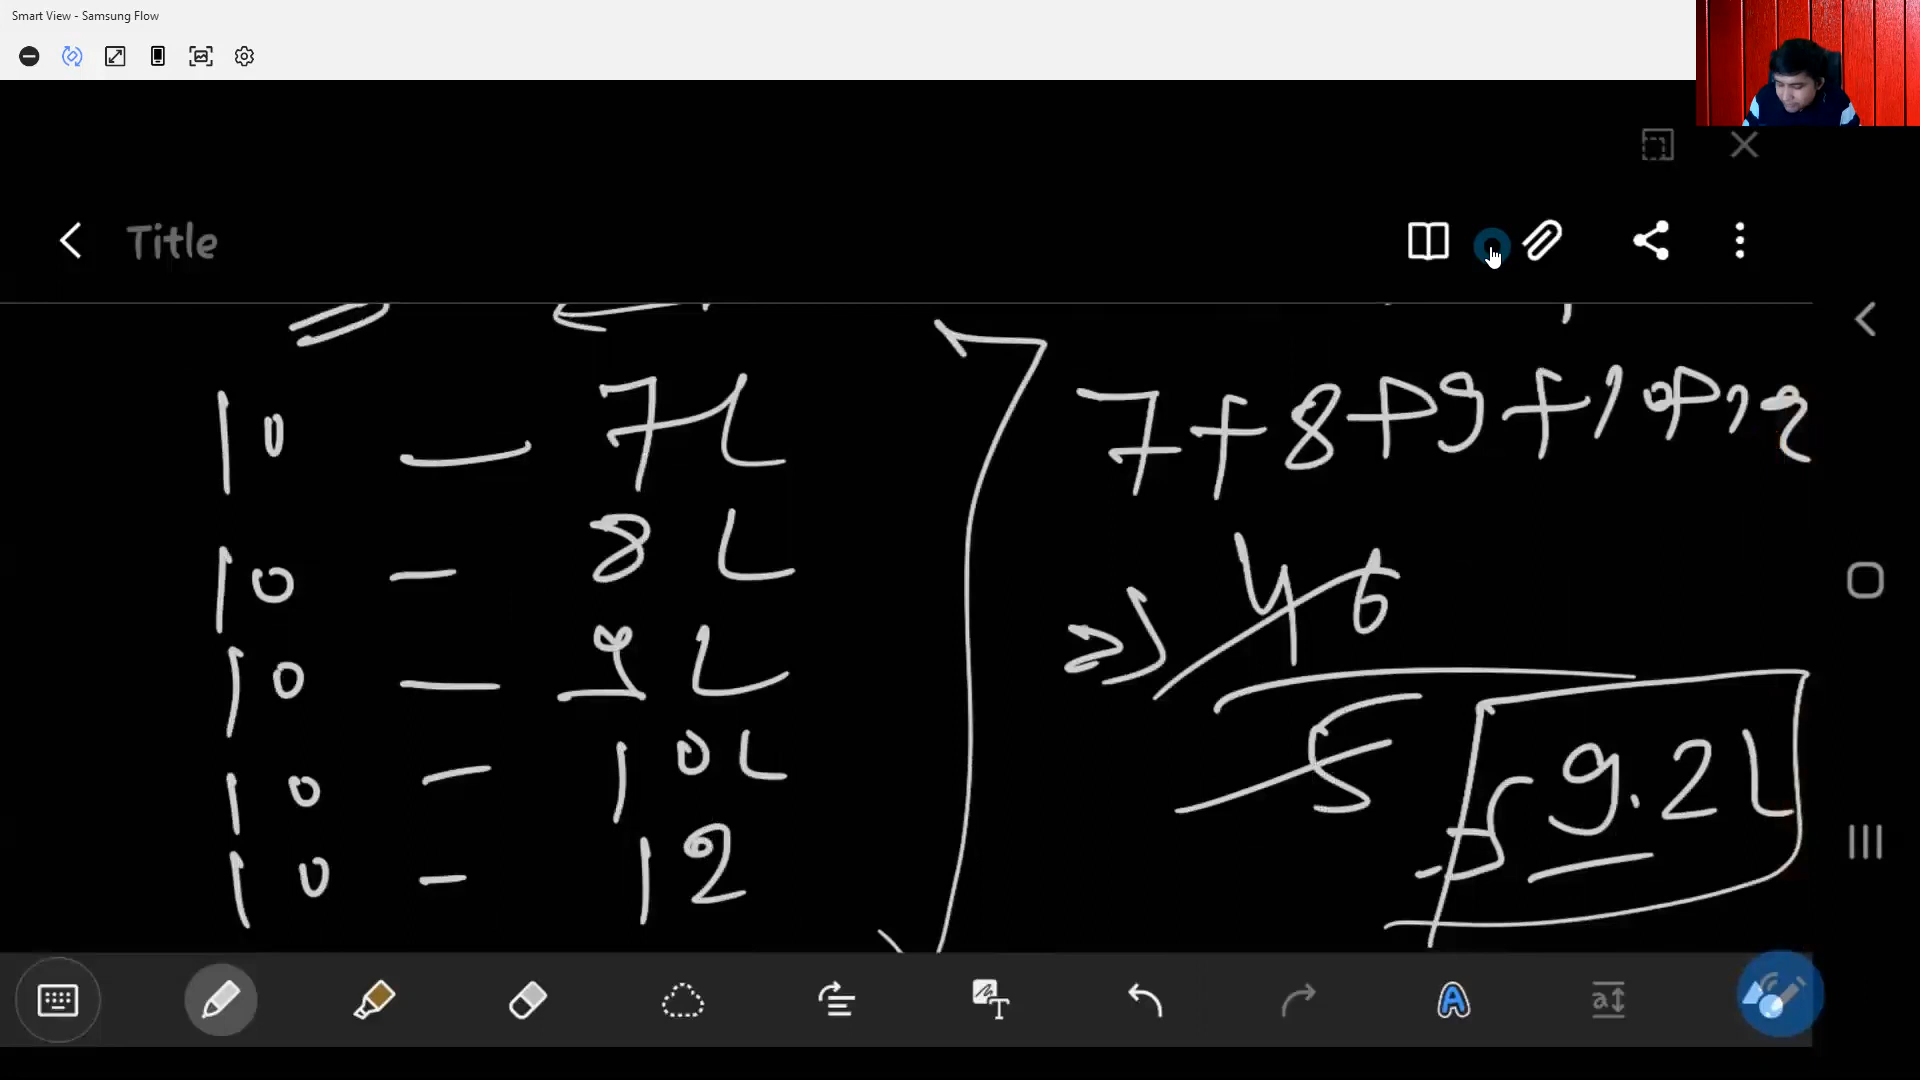 Smart View - Samsung Flow
Title
10 — 7L
10 — 8L
10 — 9L
10 — 10L
10 - 12
7+8+9+10+12
=> 46
5
=> 9.2L